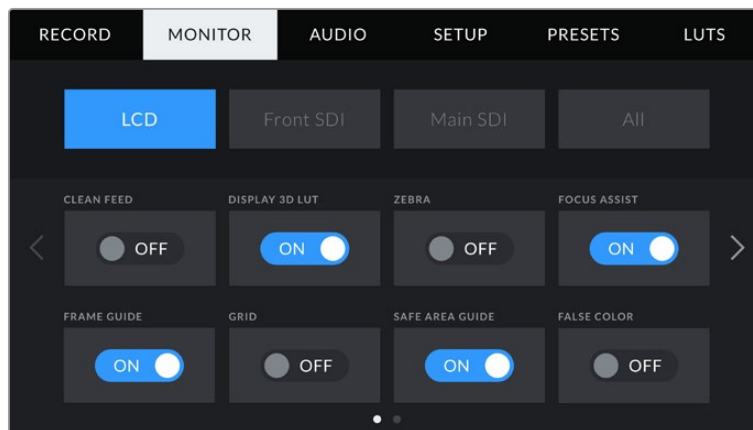 RECORD MONITOR AUDIO SETUP PRESETS LUTS
LCD Front SDI Main SDI All
CLEAN FEED DISPLAY 3D LUT ZEBRA FOCUS ASSIST
OFF ON OFF ON
FRAME GUIDE GRID SAFE AREA GUIDE FALSE COLOR
ON OFF ON OFF